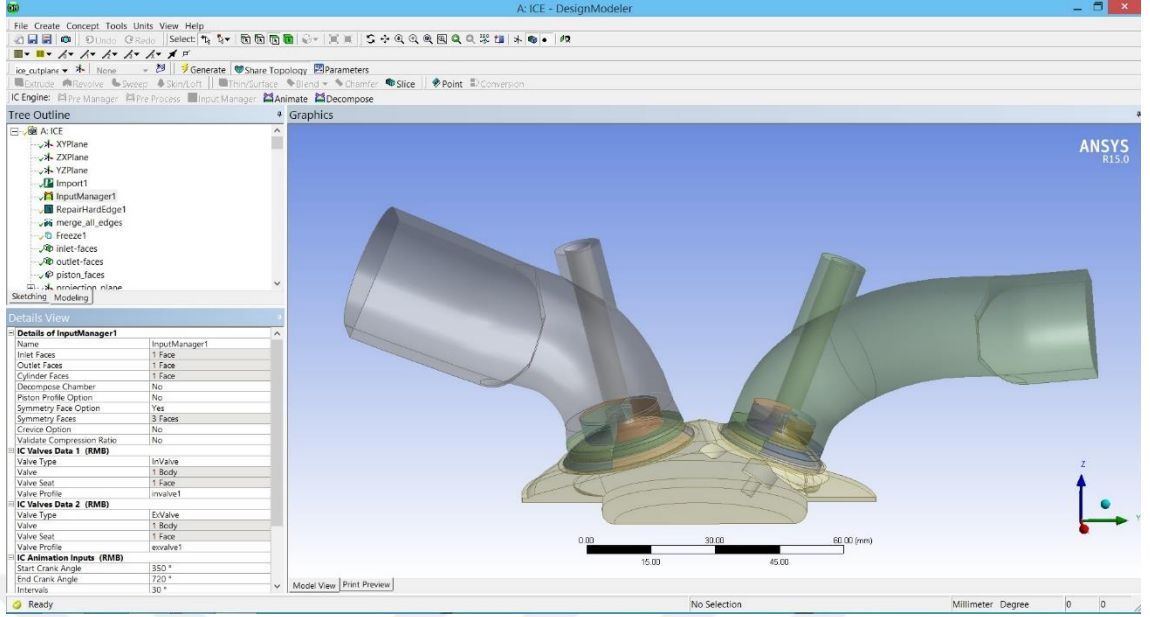 A: ICE - DesignModeler
File Create Concept Tools Units View Help
Undo Redo Select:
ice_cutplane None Generate Share Topology Parameters
Extrude Revolve Sweep Skin/Loft Thin/Surface Blend Chamfer Slice Point Conversion
IC Engine: Pre Manager Pre Process Input Manager Animate Decompose
Tree Outline
A: ICE
XYPlane
ZXPlane
YZPlane
Import1
InputManager1
RepairHardEdge1
merge_all_edges
Freeze1
inlet-faces
outlet-faces
piston_faces
projection_plane
Sketching Modeling
Details View
Details of InputManager1
Name InputManager1
Inlet Faces 1 Face
Outlet Faces 1 Face
Cylinder Faces 1 Face
Decompose Chamber No
Piston Profile Option No
Symmetry Face Option Yes
Symmetry Faces 3 Faces
Crevice Option No
Validate Compression Ratio No
IC Valves Data 1 (RMB)
Valve Type InValve
Valve 1 Body
Valve Seat 1 Face
Valve Profile invalve1
IC Valves Data 2 (RMB)
Valve Type ExValve
Valve 1 Body
Valve Seat 1 Face
Valve Profile exvalve1
IC Animation Inputs (RMB)
Start Crank Angle 350 °
End Crank Angle 720 °
Intervals 30 °
Graphics
ANSYS
R15.0
Z
Y
0.00 30.00 60.00 (mm)
15.00 45.00
Model View Print Preview
Ready No Selection Millimeter Degree 0 0